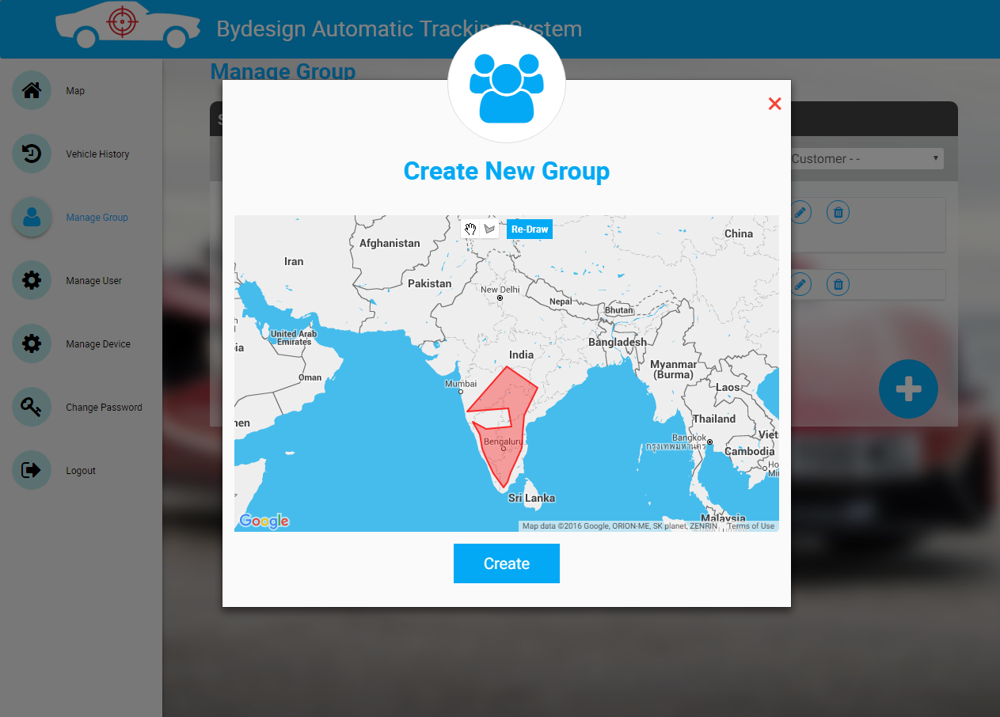 Bydesign Automatic Tracking System
Manage Group
Map
Vehicle History
Manage Group
Manage User
Manage Device
Change Password
Logout
Customer - -
Create New Group
Re-Draw
China
Afghanistan
Iran
Pakistan
New Delhi
Nepal
Bhutan
United Arab
Emirates
Bangladesh
India
Myanmar
(Burma)
Oman
Mumbai
Laos
Thailand
Bangkok
กรุงเทพมหานคร
Viet
Bengaluru
Cambodia
Ho
Mi
Sri Lanka
Malaysia
Kuala Lumpur
Google
Map data ©2016 Google, ORION-ME, SK planet, ZENRIN
Terms of Use
Create